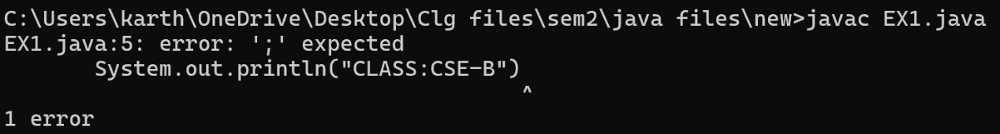 C:\Users\karth\OneDrive\Desktop\Clg files\sem2\java files\new>javac EX1.java
EX1.java:5: error: ';' expected
        System.out.println("CLASS:CSE-B")
                                         ^
1 error